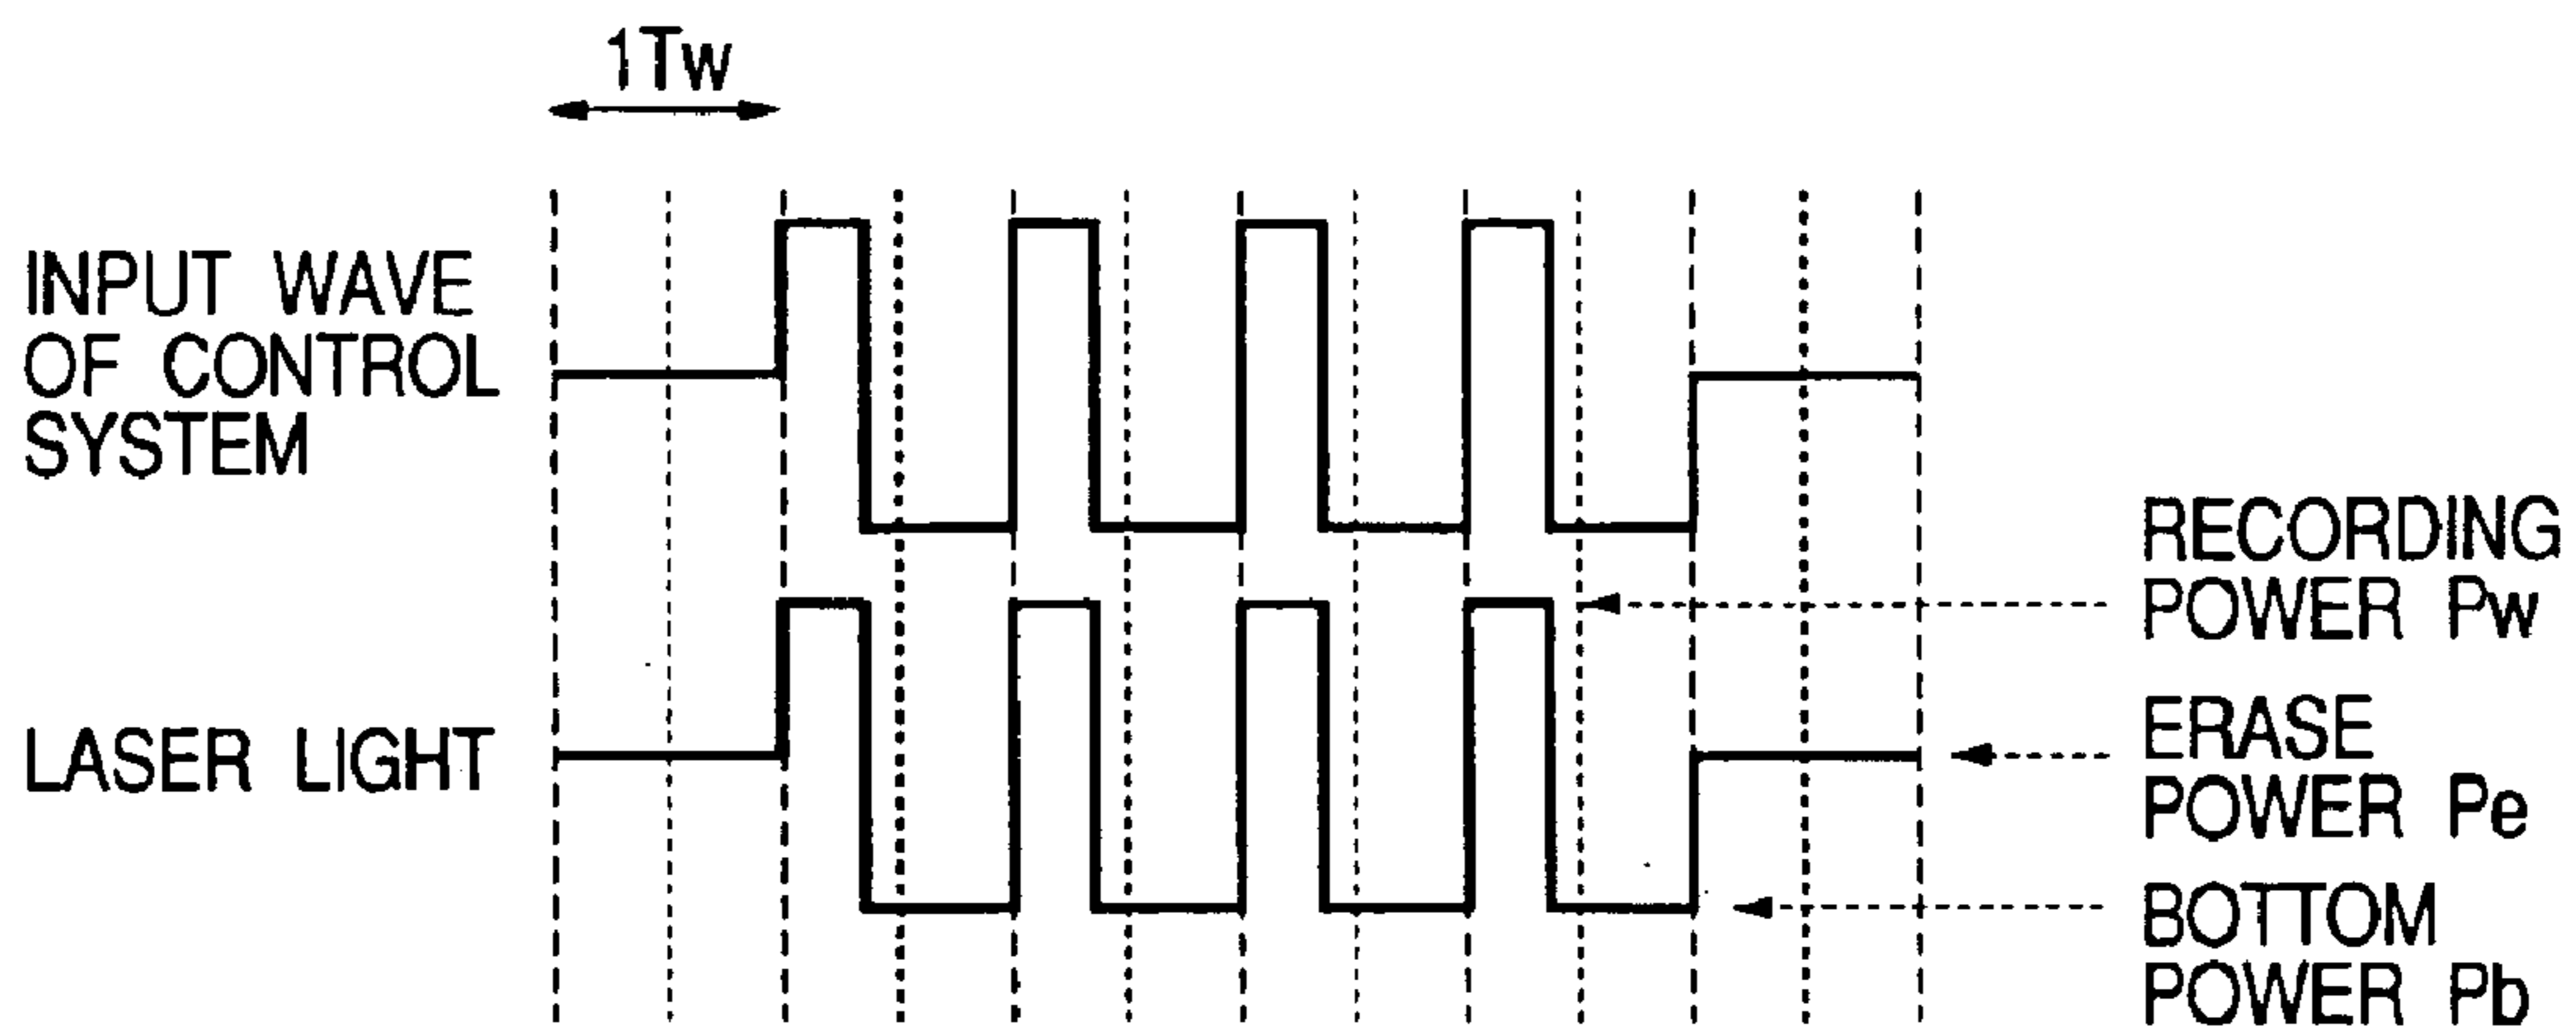 1Tw
INPUT WAVE
OF CONTROL
SYSTEM
LASER LIGHT
RECORDING
POWER Pw
ERASE
POWER Pe
BOTTOM
POWER Pb